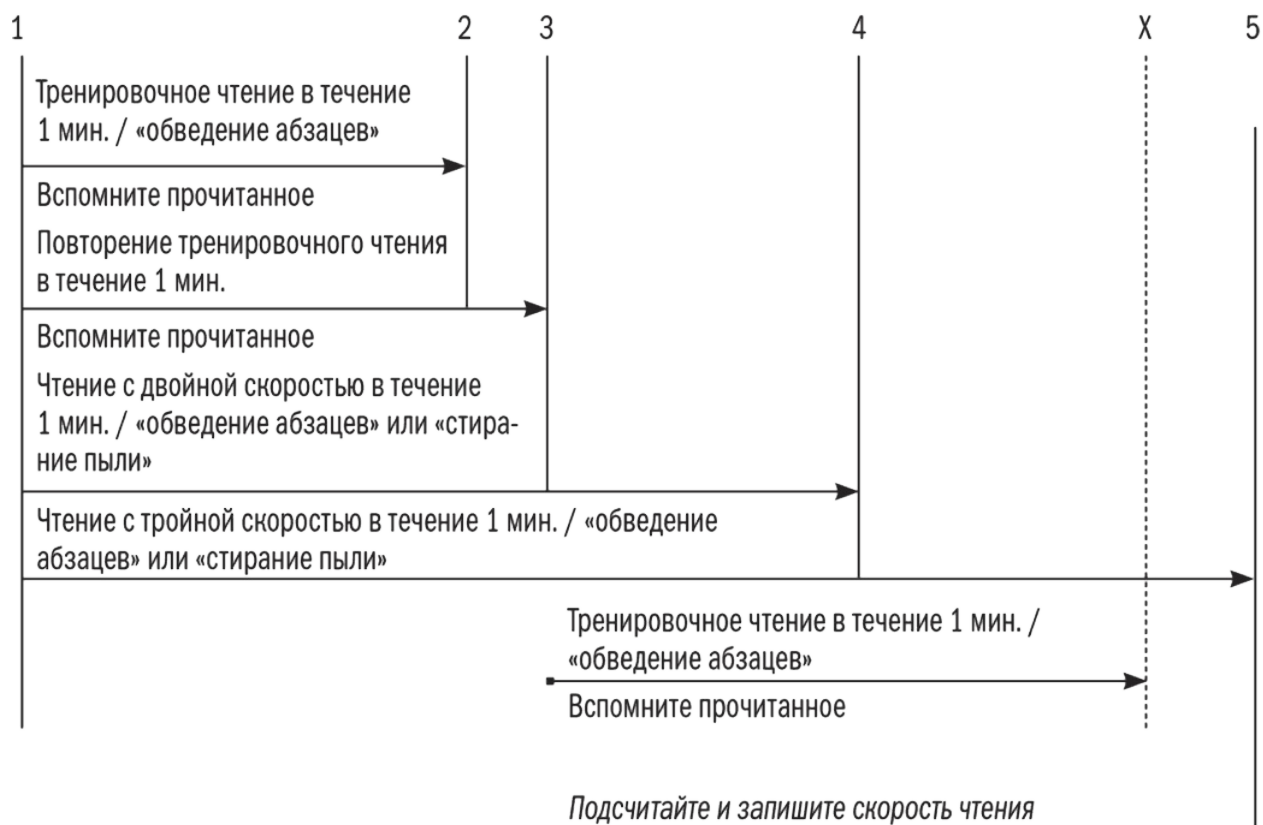 1 2 3 4 X 5
Тренировочное чтение в течение
1 мин. / «обведение абзацев»
Вспомните прочитанное
Повторение тренировочного чтения
в течение 1 мин.
Вспомните прочитанное
Чтение с двойной скоростью в течение
1 мин. / «обведение абзацев» или «стира-
ние пыли»
Чтение с тройной скоростью в течение 1 мин. / «обведение
абзацев» или «стирание пыли»
Тренировочное чтение в течение 1 мин. /
«обведение абзацев»
Вспомните прочитанное
Подсчитайте и запишите скорость чтения